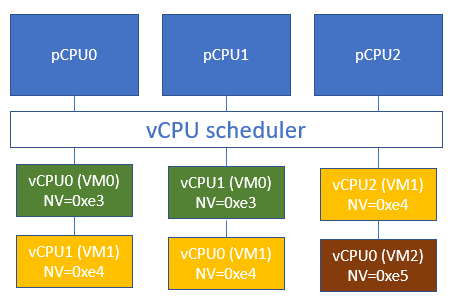 pCPU0
pCPU1
pCPU2
vCPU scheduler
vCPU0 (VM0)
NV=0xe3
vCPU1 (VM0)
NV=0xe3
vCPU2 (VM1)
NV=0xe4
vCPU1 (VM1)
NV=0xe4
vCPU0 (VM1)
NV=0xe4
vCPU0 (VM2)
NV=0xe5